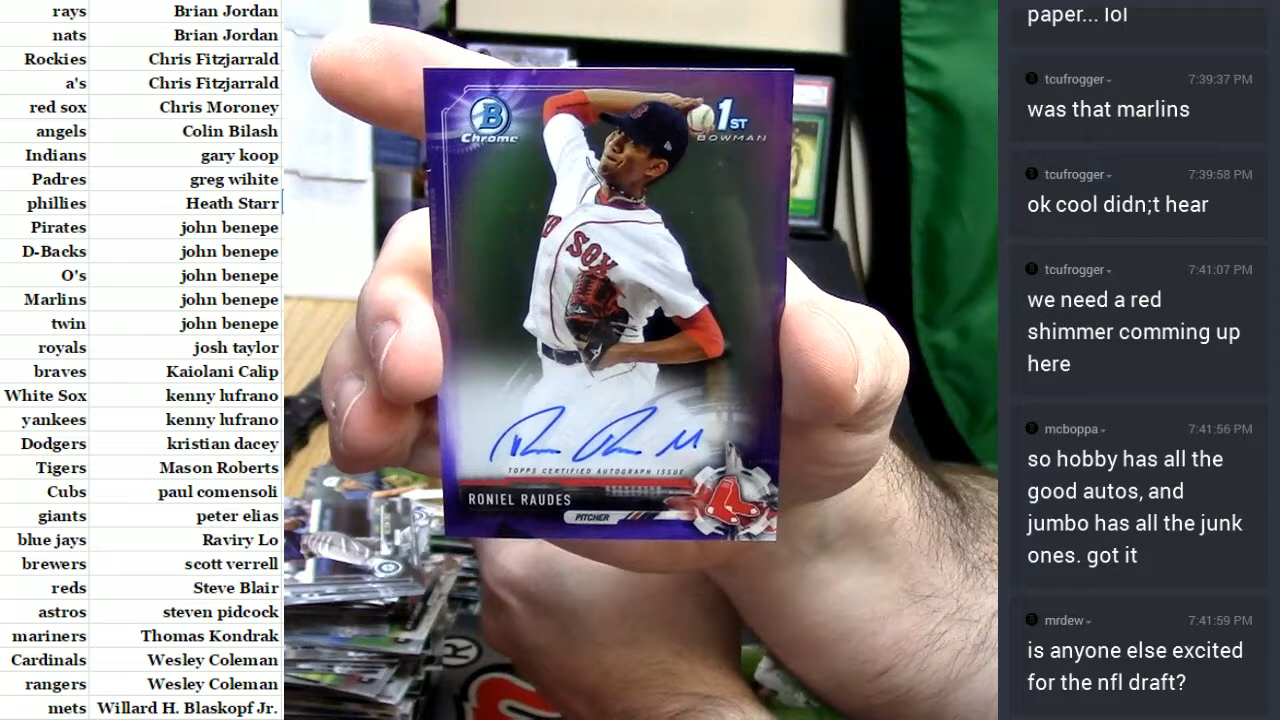 rays Brian Jordan
nats Brian Jordan
Rockies Chris Fitzjarrald
a's Chris Fitzjarrald
red sox Chris Moroney
angels Colin Bilash
Indians gary koop
Padres greg wihite
phillies Heath Starr
Pirates john benepe
D-Backs john benepe
O's john benepe
Marlins john benepe
twin john benepe
royals josh taylor
braves Kaiolani Calip
White Sox kenny lufrano
yankees kenny lufrano
Dodgers kristian dacey
Tigers Mason Roberts
Cubs paul comensoli
giants peter elias
blue jays Raviry Lo
brewers scott verrell
reds Steve Blair
astros steven pidcock
mariners Thomas Kondrak
Cardinals Wesley Coleman
rangers Wesley Coleman
mets Willard H. Blaskopf Jr.
B
Chrome
1ST
BOWMAN
SOX
TOPPS CERTIFIED AUTOGRAPH ISSUE
RONIEL RAUDES
PITCHER
paper... lol
tcufrogger 7:39:37 PM
was that marlins
tcufrogger 7:39:58 PM
ok cool didn;t hear
tcufrogger 7:41:07 PM
we need a red
shimmer comming up
here
mcboppa 7:41:56 PM
so hobby has all the
good autos, and
jumbo has all the junk
ones. got it
mrdew 7:41:59 PM
is anyone else excited
for the nfl draft?